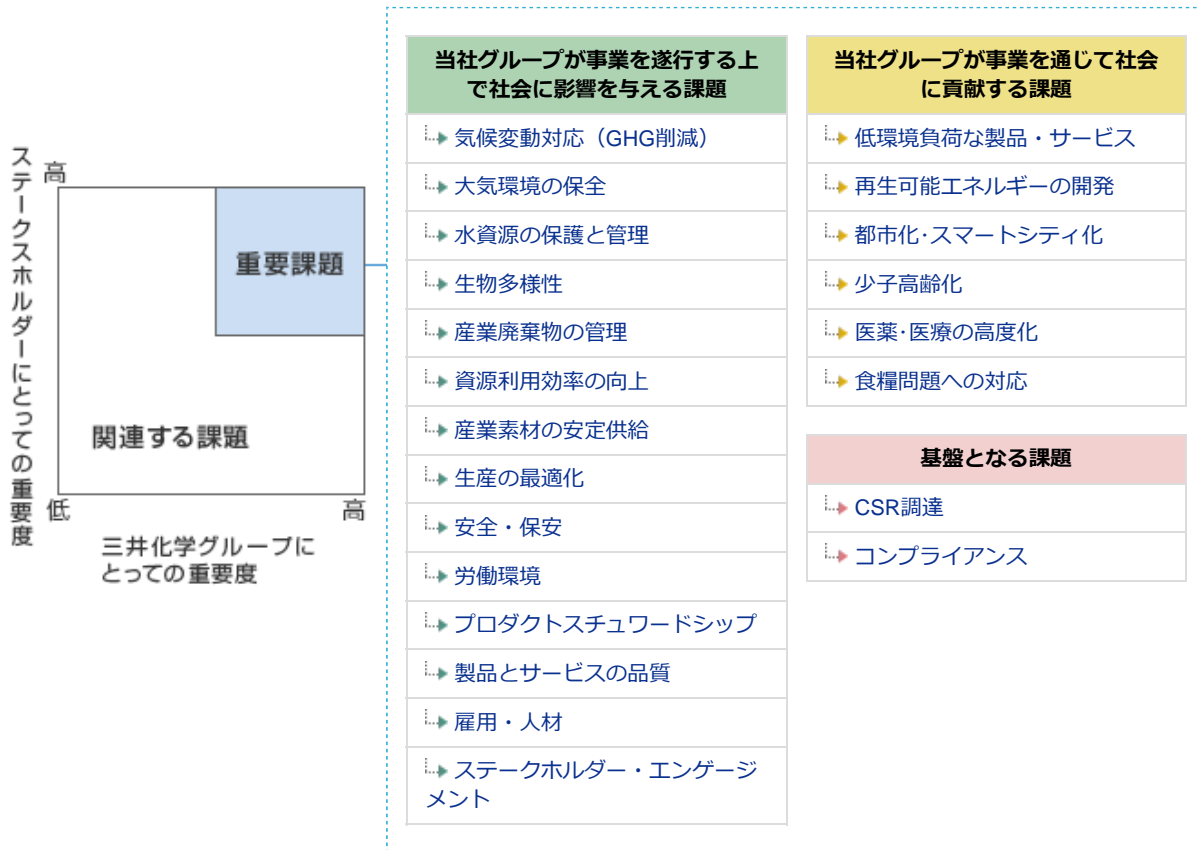 ステークスホルダーにとっての重要度
高
重要課題
関連する課題
低
高
三井化学グループに
とっての重要度
当社グループが事業を遂行する上
で社会に影響を与える課題
気候変動対応（GHG削減）
大気環境の保全
水資源の保護と管理
生物多様性
産業廃棄物の管理
資源利用効率の向上
産業素材の安定供給
生産の最適化
安全・保安
労働環境
プロダクトスチュワードシップ
製品とサービスの品質
雇用・人材
ステークホルダー・エンゲージ
メント
当社グループが事業を通じて社会
に貢献する課題
低環境負荷な製品・サービス
再生可能エネルギーの開発
都市化･スマートシティ化
少子高齢化
医薬･医療の高度化
食糧問題への対応
基盤となる課題
CSR調達
コンプライアンス